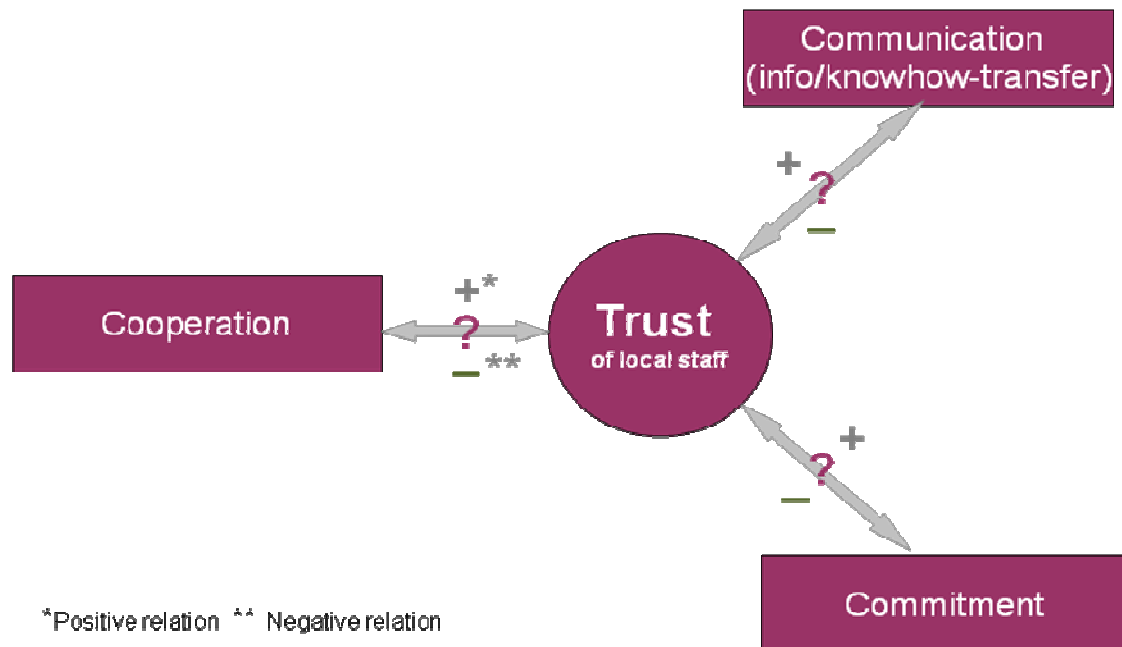 Communication
(info/knowhow-transfer)
+
?
–
Cooperation
+*
?
–**
Trust
of local staff
+
?
–
Commitment
*Positive relation ** Negative relation